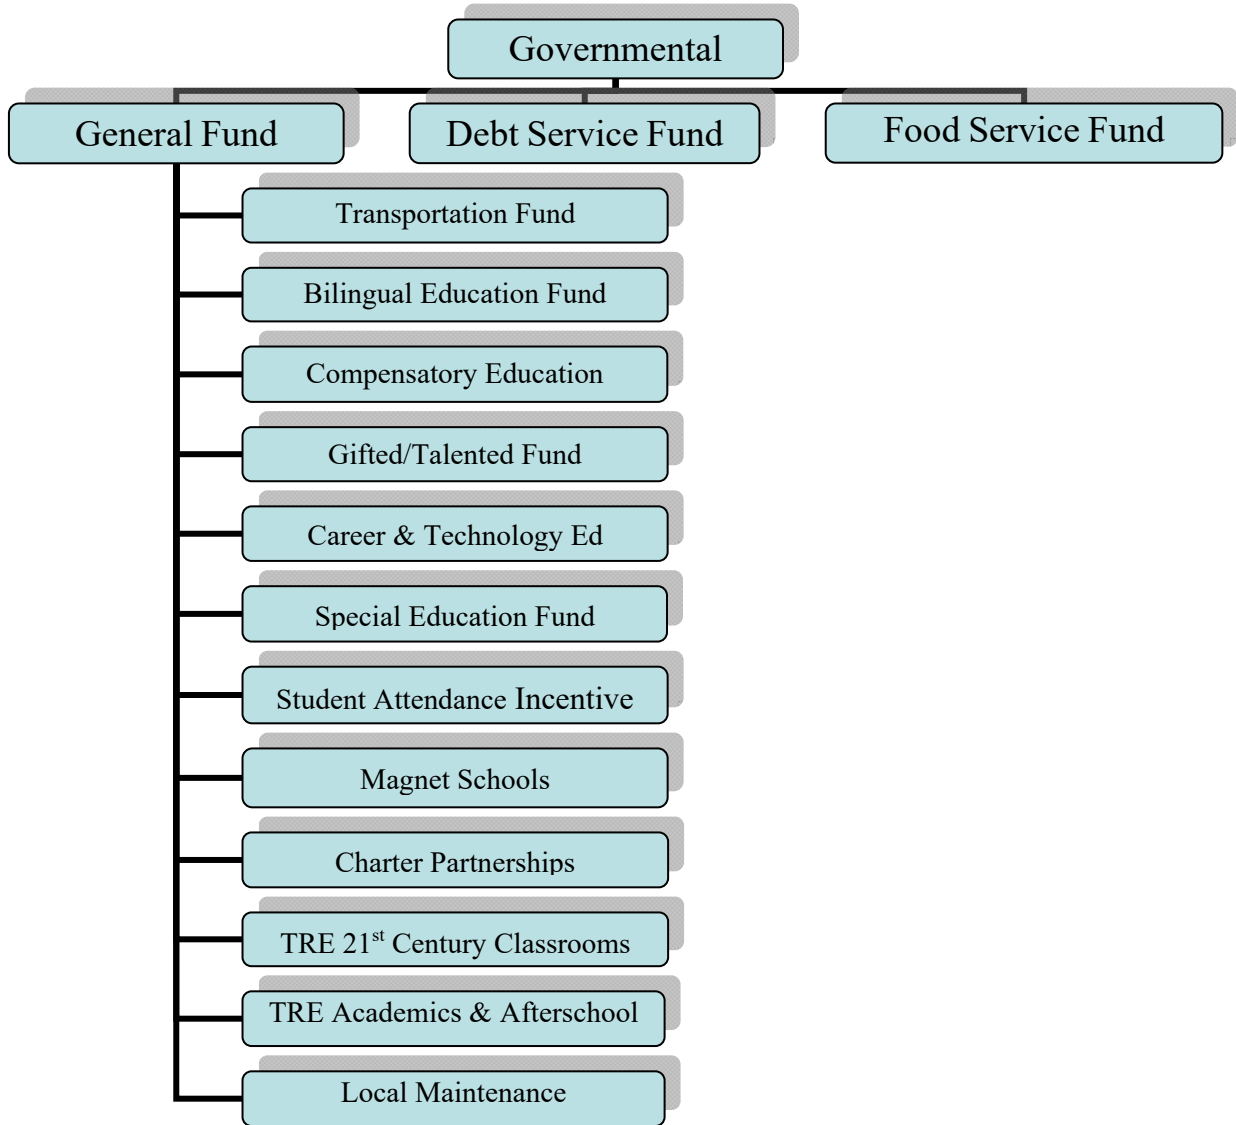 Governmental
General Fund
Debt Service Fund
Food Service Fund
Transportation Fund
Bilingual Education Fund
Compensatory Education
Gifted/Talented Fund
Career & Technology Ed
Special Education Fund
Student Attendance Incentive
Magnet Schools
Charter Partnerships
TRE 21st Century Classrooms
TRE Academics & Afterschool
Local Maintenance